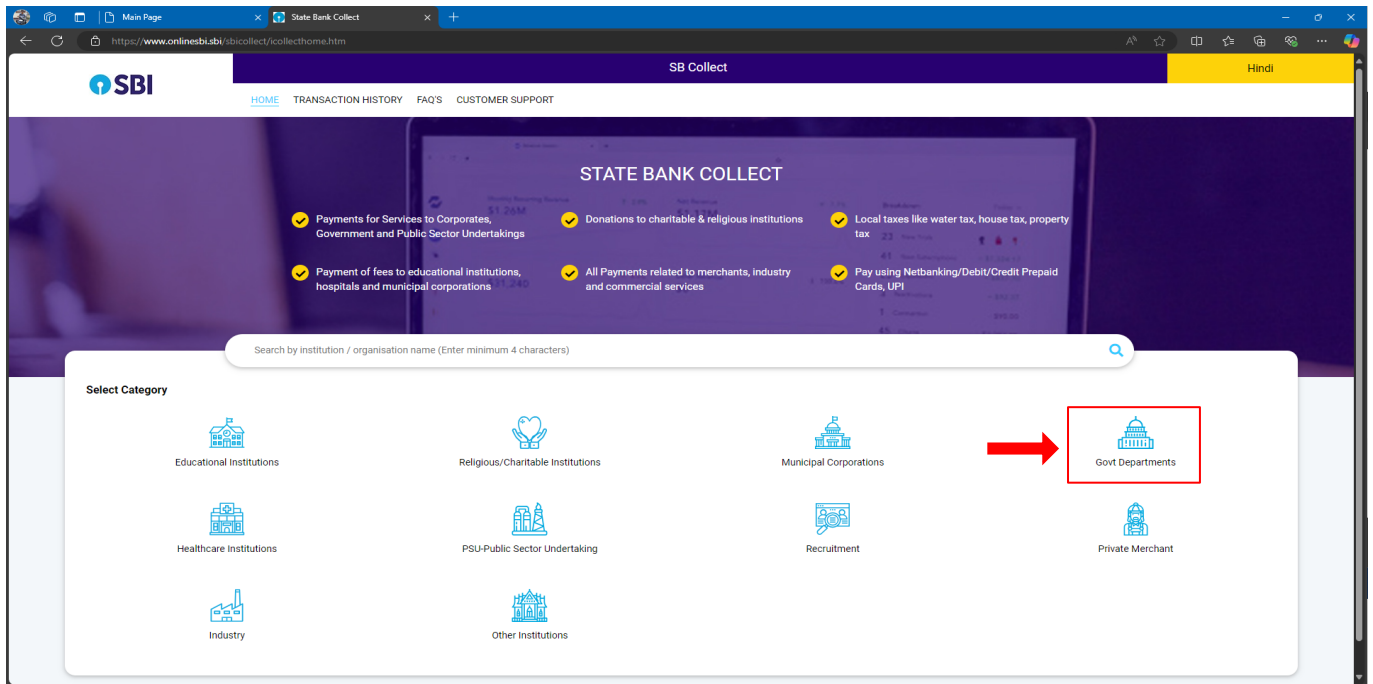 Main Page
State Bank Collect
https://www.onlinesbi.sbi/sbicollect/icollecthome.htm
SBI
SB Collect
Hindi
HOME TRANSACTION HISTORY FAQ'S CUSTOMER SUPPORT
STATE BANK COLLECT
Payments for Services to Corporates,
Government and Public Sector Undertakings
Donations to charitable & religious institutions
Local taxes like water tax, house tax, property
tax
Payment of fees to educational institutions,
hospitals and municipal corporations
All Payments related to merchants, industry
and commercial services
Pay using Netbanking/Debit/Credit Prepaid
Cards, UPI
Search by institution / organisation name (Enter minimum 4 characters)
Select Category
Educational Institutions
Religious/Charitable Institutions
Municipal Corporations
Govt Departments
Healthcare Institutions
PSU-Public Sector Undertaking
Recruitment
Private Merchant
Industry
Other Institutions